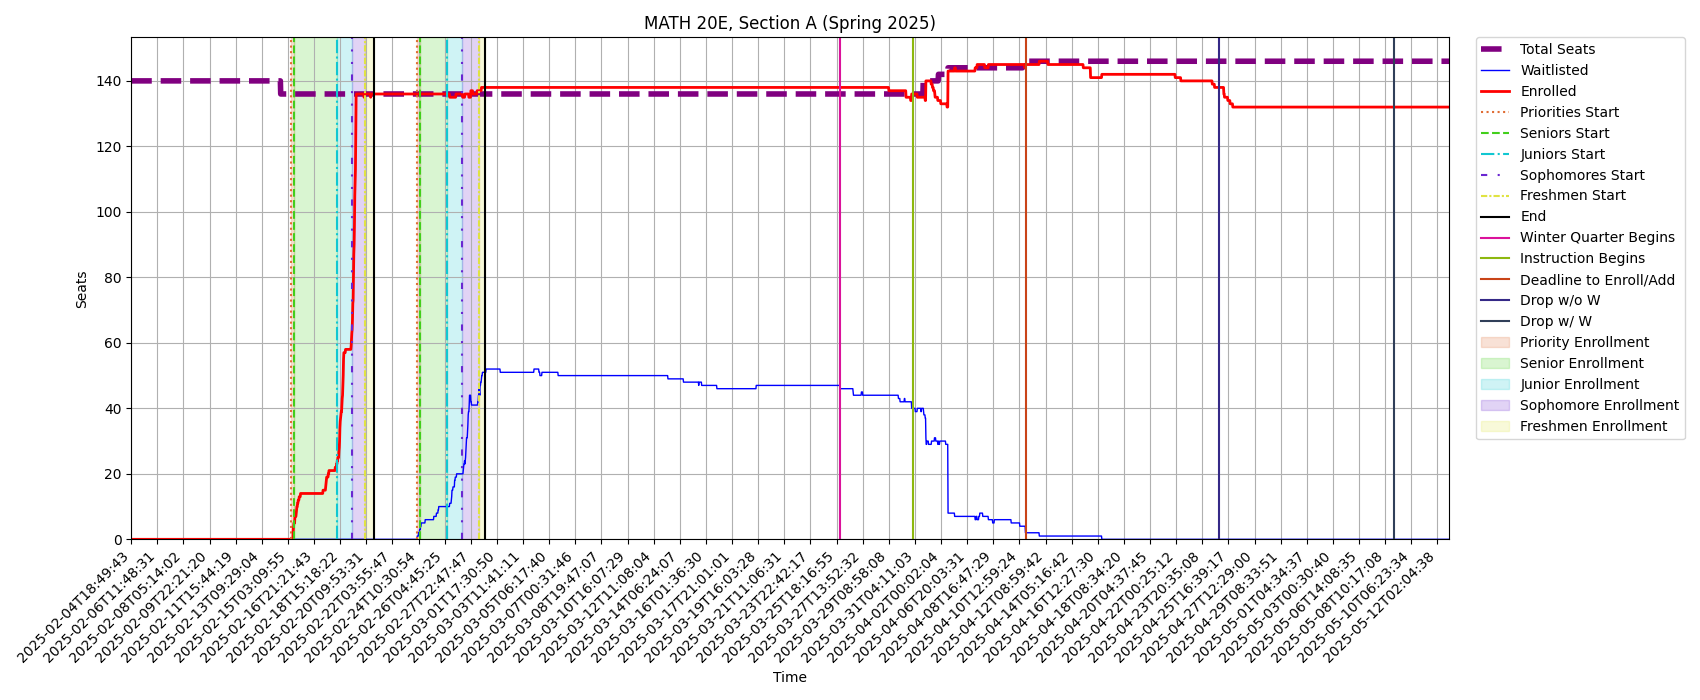 MATH 20E, Section A (Spring 2025)
Total Seats
Waitlisted
Enrolled
Priorities Start
Seniors Start
Juniors Start
Sophomores Start
Freshmen Start
End
Winter Quarter Begins
Instruction Begins
Deadline to Enroll/Add
Drop w/o W
Drop w/ W
Priority Enrollment
Senior Enrollment
Junior Enrollment
Sophomore Enrollment
Freshmen Enrollment
Seats
140
120
100
80
60
40
20
0
2025-02-04T18:49:43
2025-02-06T11:48:31
2025-02-08T05:14:02
2025-02-09T22:21:20
2025-02-11T15:44:19
2025-02-13T09:29:04
2025-02-15T03:09:55
2025-02-16T21:21:43
2025-02-18T15:18:22
2025-02-20T09:53:31
2025-02-22T03:55:47
2025-02-24T10:30:54
2025-02-26T04:45:25
2025-02-27T22:47:47
2025-03-01T17:30:50
2025-03-03T11:41:11
2025-03-05T06:17:40
2025-03-07T00:31:46
2025-03-08T19:47:07
2025-03-10T16:07:29
2025-03-12T11:08:04
2025-03-14T06:24:07
2025-03-16T01:36:30
2025-03-17T21:01:01
2025-03-19T16:03:28
2025-03-21T11:06:31
2025-03-23T22:42:17
2025-03-25T18:16:55
2025-03-27T13:52:32
2025-03-29T08:58:08
2025-03-31T04:11:03
2025-04-02T00:02:04
2025-04-06T20:03:31
2025-04-08T16:47:29
2025-04-10T12:59:24
2025-04-12T08:59:42
2025-04-14T05:16:42
2025-04-16T12:27:30
2025-04-18T08:34:20
2025-04-20T04:37:45
2025-04-22T00:25:12
2025-04-23T20:35:08
2025-04-25T16:39:17
2025-04-27T12:29:00
2025-04-29T08:33:51
2025-05-01T04:34:37
2025-05-03T00:30:40
2025-05-06T14:08:35
2025-05-08T10:17:08
2025-05-10T06:23:34
2025-05-12T02:04:38
Time